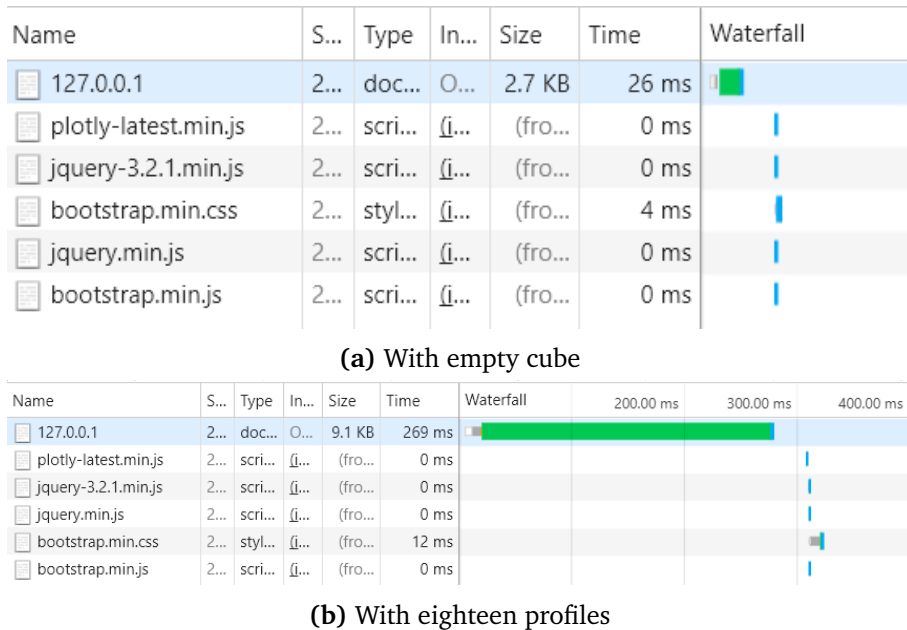 Name S... Type In... Size Time Waterfall
127.0.0.1 2... doc... O... 2.7 KB 26 ms
plotly-latest.min.js 2... scri... (i... (fro... 0 ms
jquery-3.2.1.min.js 2... scri... (i... (fro... 0 ms
bootstrap.min.css 2... styl... (i... (fro... 4 ms
jquery.min.js 2... scri... (i... (fro... 0 ms
bootstrap.min.js 2... scri... (i... (fro... 0 ms
(a) With empty cube
Name S... Type In... Size Time Waterfall 200.00 ms 300.00 ms 400.00 ms
127.0.0.1 2... doc... O... 9.1 KB 269 ms
plotly-latest.min.js 2... scri... (i... (fro... 0 ms
jquery-3.2.1.min.js 2... scri... (i... (fro... 0 ms
jquery.min.js 2... scri... (i... (fro... 0 ms
bootstrap.min.css 2... styl... (i... (fro... 12 ms
bootstrap.min.js 2... scri... (i... (fro... 0 ms
(b) With eighteen profiles